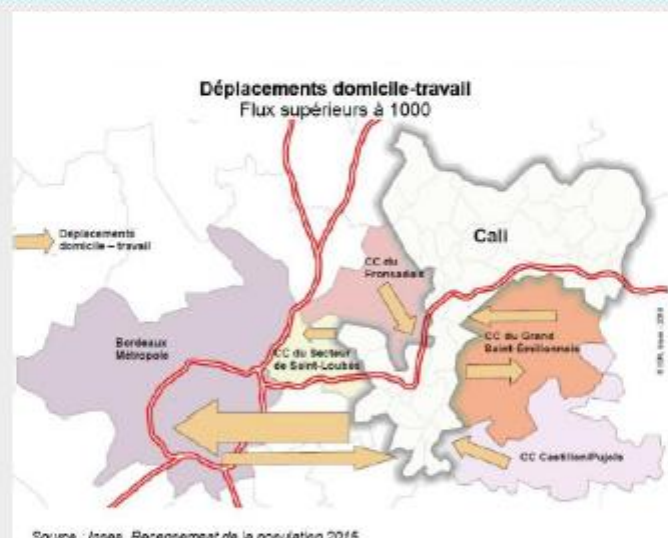 Déplacements domicile-travail
Flux supérieurs à 1000
Déplacements
domicile – travail
Cali
CC du
Fronsadais
Bordeaux
Métropole
CC du Secteur
de Saint-Loubès
CC du Grand
Saint-Émilionnais
CC Castillon/Pujols
Source : Insee, Recensement de la population 2015